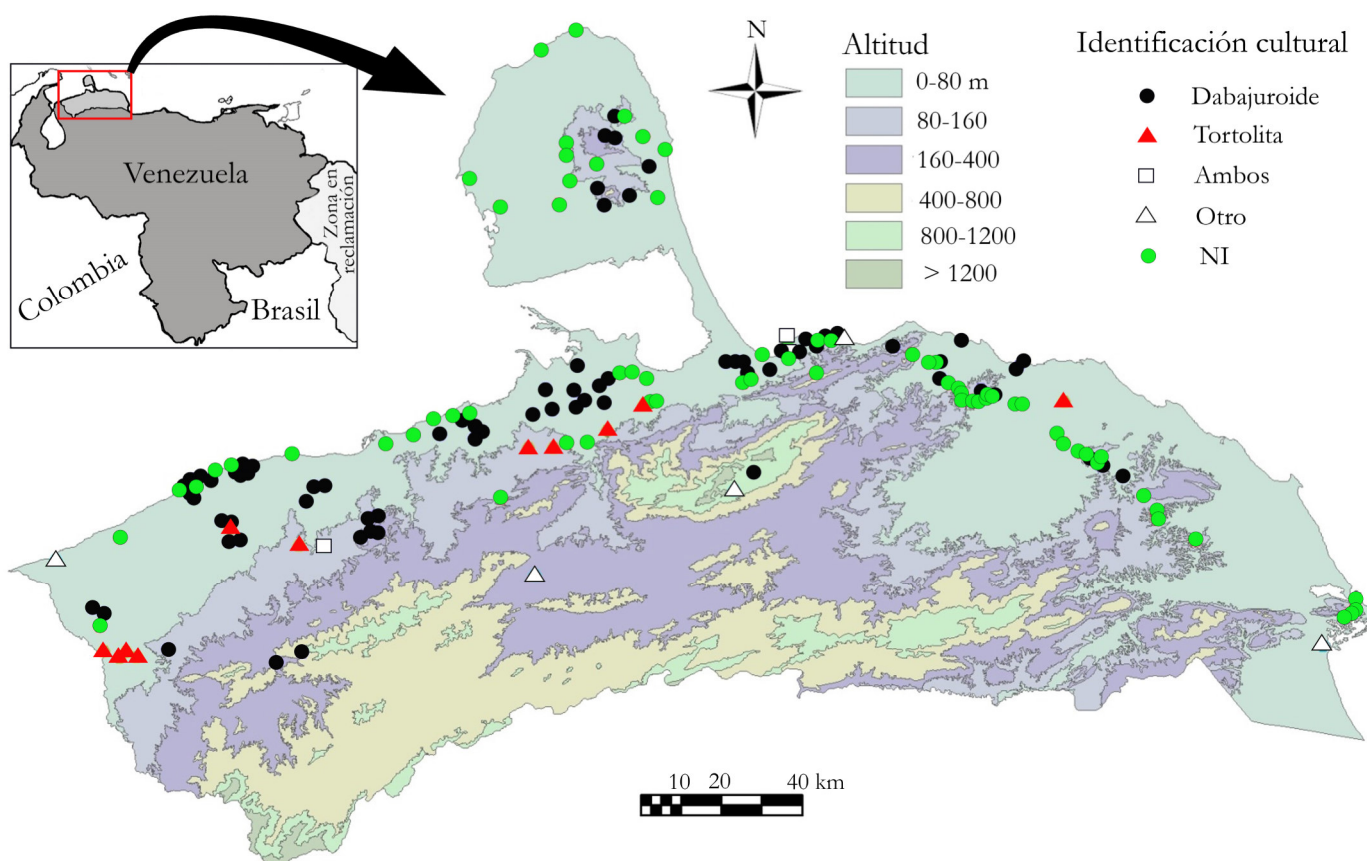 Venezuela
Zona en
reclamación
Colombia
Brasil
N
Altitud
0-80 m
80-160
160-400
400-800
800-1200
> 1200
Identificación cultural
Dabajuroide
Tortolita
Ambos
Otro
NI
10 20 40 km